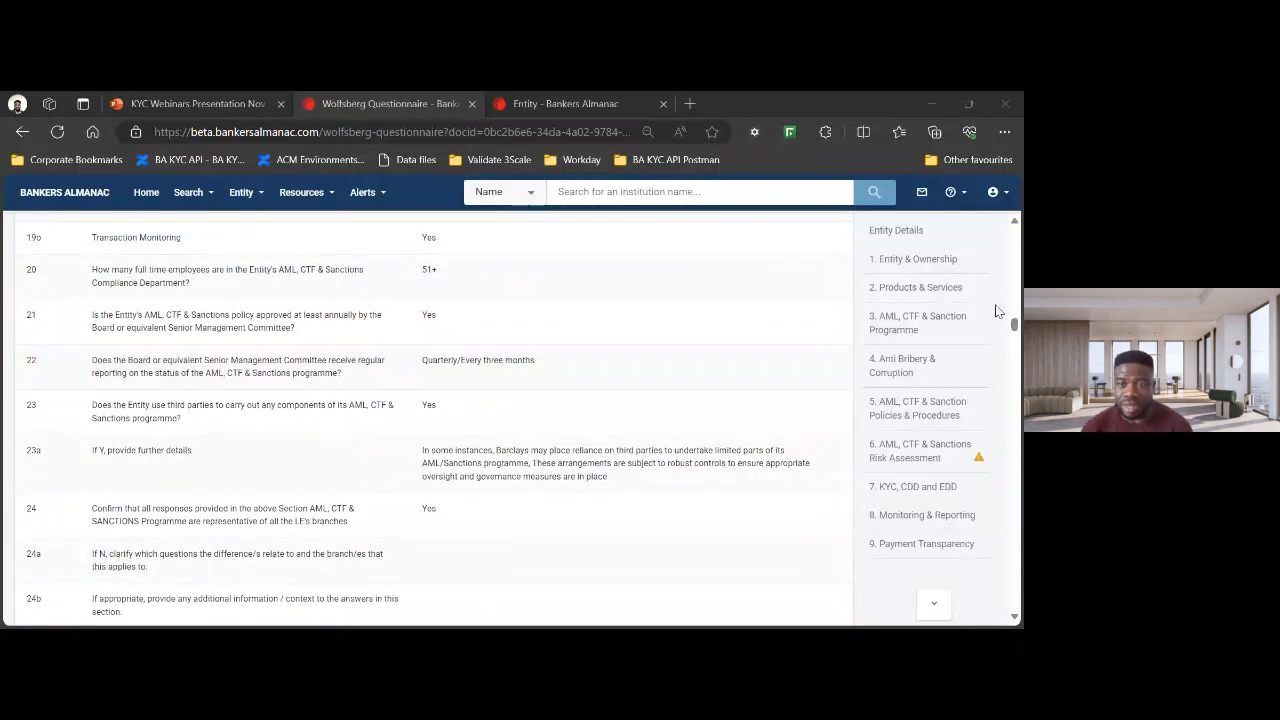 KYC Webinars Presentation Nov
Wolfsberg Questionnaire - Bank
Entity - Bankers Almanac
https://beta.bankersalmanac.com/wolfsberg-questionnaire?docid=0bc2b6e6-34da-4a02-9784-...
Corporate Bookmarks
BA KYC API - BA KY...
ACM Environments...
Data files
Validate 3Scale
Workday
BA KYC API Postman
Other favourites
BANKERS ALMANAC
Home
Search
Entity
Resources
Alerts
Name
Search for an institution name...
19o
Transaction Monitoring
Yes
20
How many full time employees are in the Entity's AML, CTF & Sanctions
Compliance Department?
51+
21
Is the Entity's AML, CTF & Sanctions policy approved at least annually by the
Board or equivalent Senior Management Committee?
Yes
22
Does the Board or equivalent Senior Management Committee receive regular
reporting on the status of the AML, CTF & Sanctions programme?
Quarterly/Every three months
23
Does the Entity use third parties to carry out any components of its AML, CTF &
Sanctions programme?
Yes
23a
If Y, provide further details
In some instances, Barclays may place reliance on third parties to undertake limited parts of its
AML/Sanctions programme, These arrangements are subject to robust controls to ensure appropriate
oversight and governance measures are in place
24
Confirm that all responses provided in the above Section AML, CTF &
SANCTIONS Programme are representative of all the LE's branches
Yes
24a
If N, clarify which questions the difference/s relate to and the branch/es that
this applies to.
24b
If appropriate, provide any additional information / context to the answers in this
section.
Entity Details
1. Entity & Ownership
2. Products & Services
3. AML, CTF & Sanction
Programme
4. Anti Bribery &
Corruption
5. AML, CTF & Sanction
Policies & Procedures
6. AML, CTF & Sanctions
Risk Assessment
7. KYC, CDD and EDD
8. Monitoring & Reporting
9. Payment Transparency